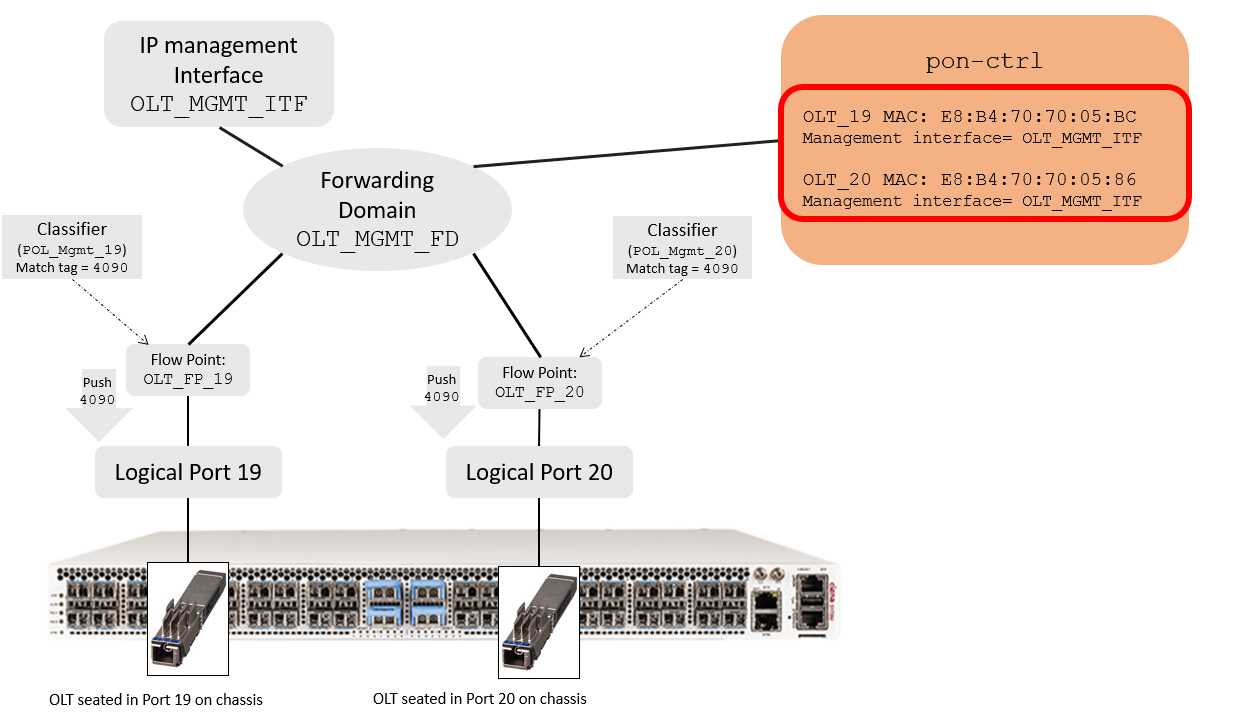 IP management
Interface
OLT_MGMT_ITF
pon-ctrl
OLT_19 MAC: E8:B4:70:70:05:BC
Management interface= OLT_MGMT_ITF
OLT_20 MAC: E8:B4:70:70:05:86
Management interface= OLT_MGMT_ITF
Forwarding
Domain
OLT_MGMT_FD
Classifier
(POL_Mgmt_19)
Match tag = 4090
Classifier
(POL_Mgmt_20)
Match tag = 4090
Flow Point:
OLT_FP_19
Push
4090
Flow Point:
OLT_FP_20
Push
4090
Logical Port 19
Logical Port 20
ciena
OLT seated in Port 19 on chassis
OLT seated in Port 20 on chassis